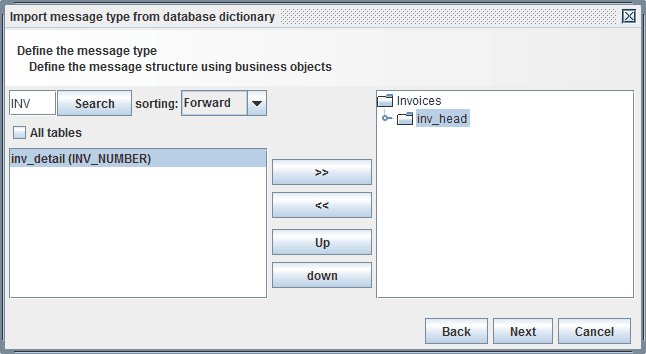 Import message type from database dictionary
Define the message type
Define the message structure using business objects
INV Search sorting: Forward
All tables
inv_detail (INV_NUMBER)
>>
<<
Up
down
Invoices
inv_head
Back Next Cancel